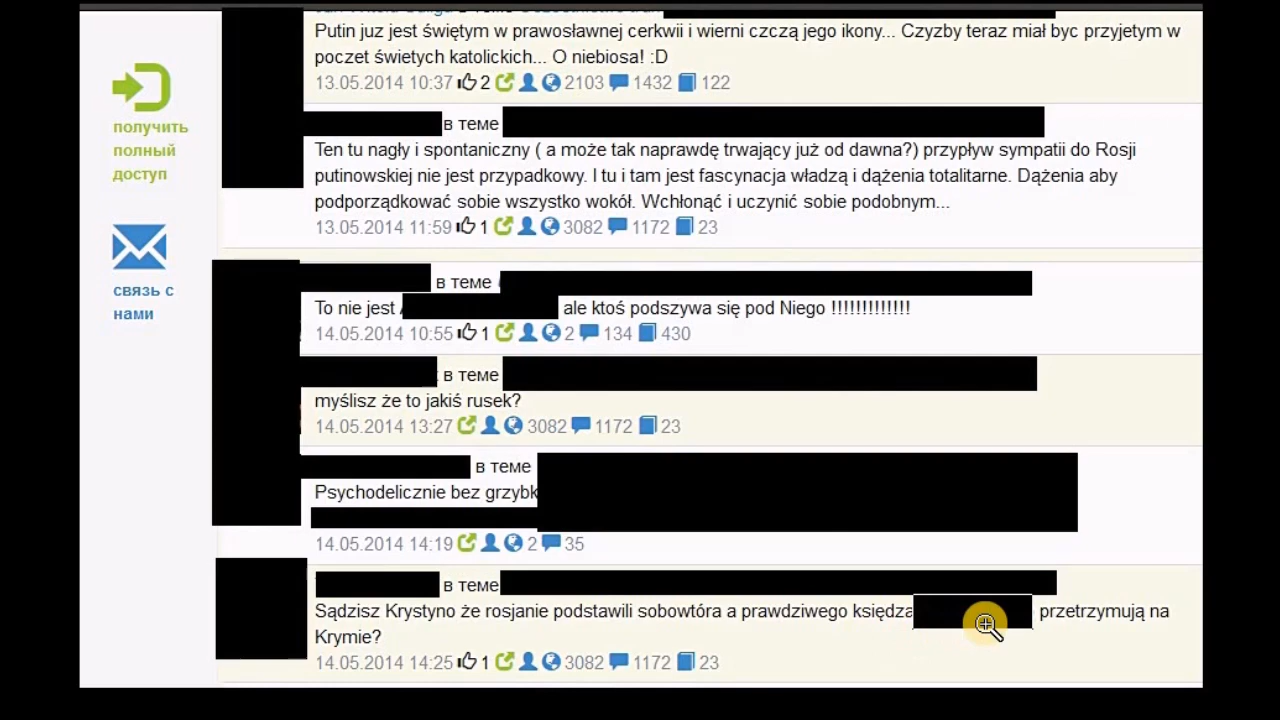 Putin juz jest świętym w prawosławnej cerkwii i wierni czczą jego ikony... Czyzby teraz miał byc przyjetym w
poczet świetych katolickich... O niebiosa! :D
13.05.2014 10:37 2 2103 1432 122
получить
полный
доступ
в теме
Ten tu nagły i spontaniczny ( a może tak naprawdę trwający już od dawna?) przypływ sympatii do Rosji
putinowskiej nie jest przypadkowy. I tu i tam jest fascynacja władzą i dążenia totalitarne. Dążenia aby
podporządkować sobie wszystko wokół. Wchłonąć i uczynić sobie podobnym...
13.05.2014 11:59 1 3082 1172 23
связь с
нами
в теме
To nie jest ale ktoś podszywa się pod Niego !!!!!!!!!!!!!
14.05.2014 10:55 1 2 134 430
в теме
myślisz że to jakiś rusek?
14.05.2014 13:27 3082 1172 23
в теме
Psychodelicznie bez grzybk
14.05.2014 14:19 2 35
в теме
Sądzisz Krystyno że rosjanie podstawili sobowtóra a prawdziwego księdza przetrzymują na
Krymie?
14.05.2014 14:25 1 3082 1172 23